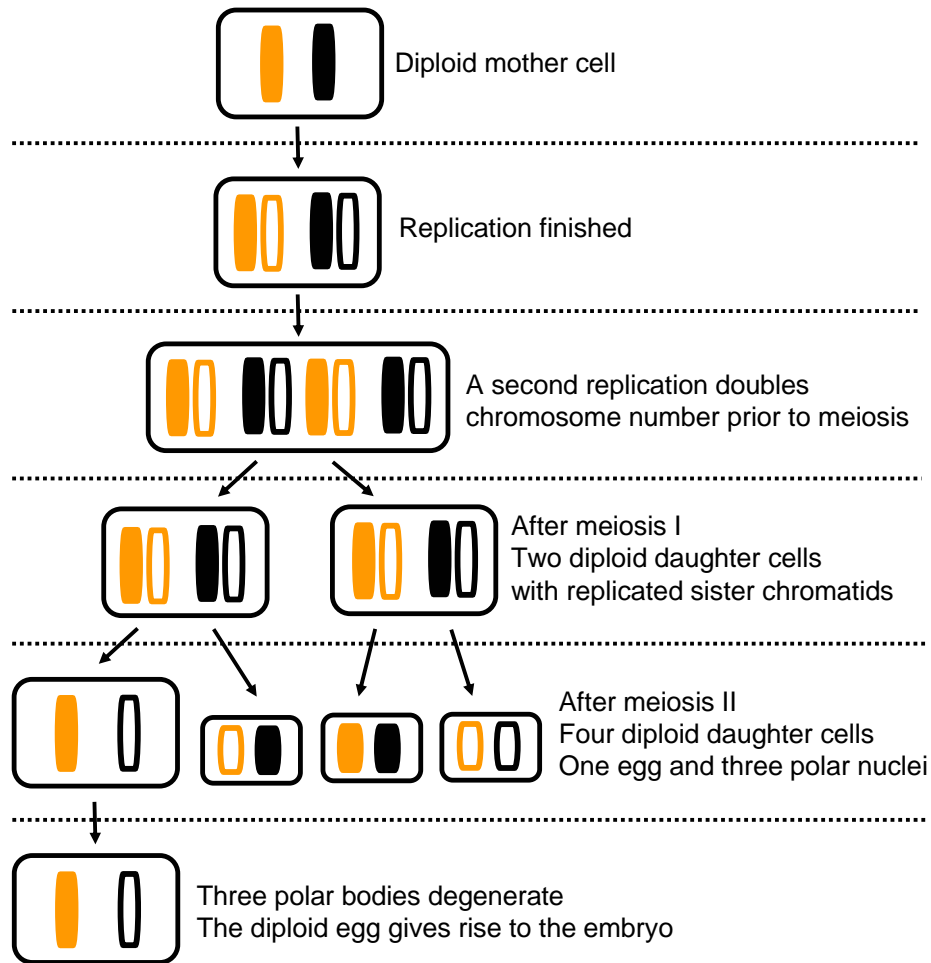 Diploid mother cell
Replication finished
A second replication doubles
chromosome number prior to meiosis
After meiosis I
Two diploid daughter cells
with replicated sister chromatids
After meiosis II
Four diploid daughter cells
One egg and three polar nuclei
Three polar bodies degenerate
The diploid egg gives rise to the embryo